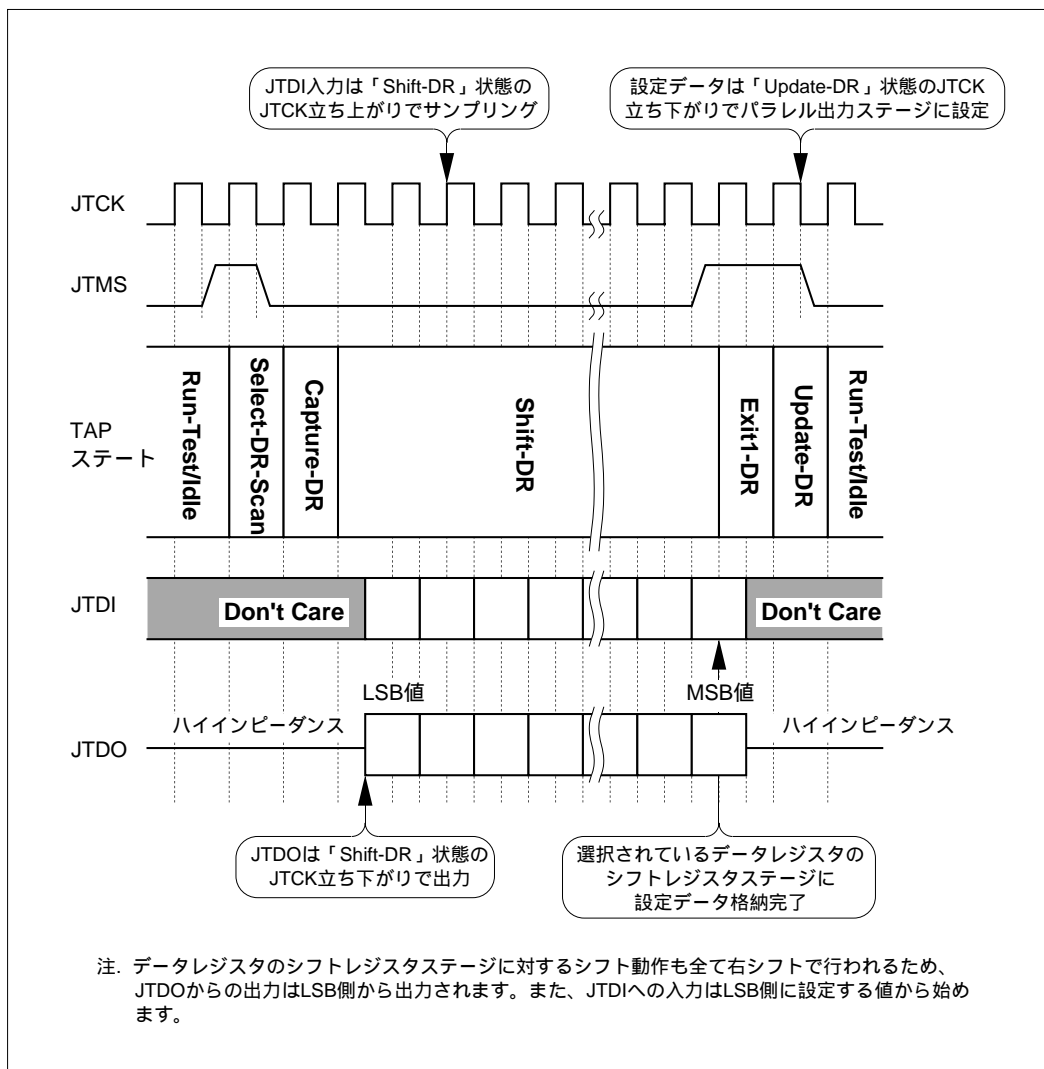 JTDI入力は「Shift-DR」状態の
JTCK立ち上がりでサンプリング
設定データは「Update-DR」状態のJTCK
立ち下がりでパラレル出力ステージに設定
JTCK
JTMS
TAP
ステート
Run-Test/Idle
Select-DR-Scan
Capture-DR
Shift-DR
Exit1-DR
Update-DR
Run-Test/Idle
JTDI
Don't Care
Don't Care
LSB値
MSB値
ハイインピーダンス
ハイインピーダンス
JTDO
JTDOは「Shift-DR」状態の
JTCK立ち下がりで出力
選択されているデータレジスタの
シフトレジスタステージに
設定データ格納完了
注. データレジスタのシフトレジスタステージに対するシフト動作も全て右シフトで行われるため、
JTDOからの出力はLSB側から出力されます。また、JTDIへの入力はLSB側に設定する値から始め
ます。